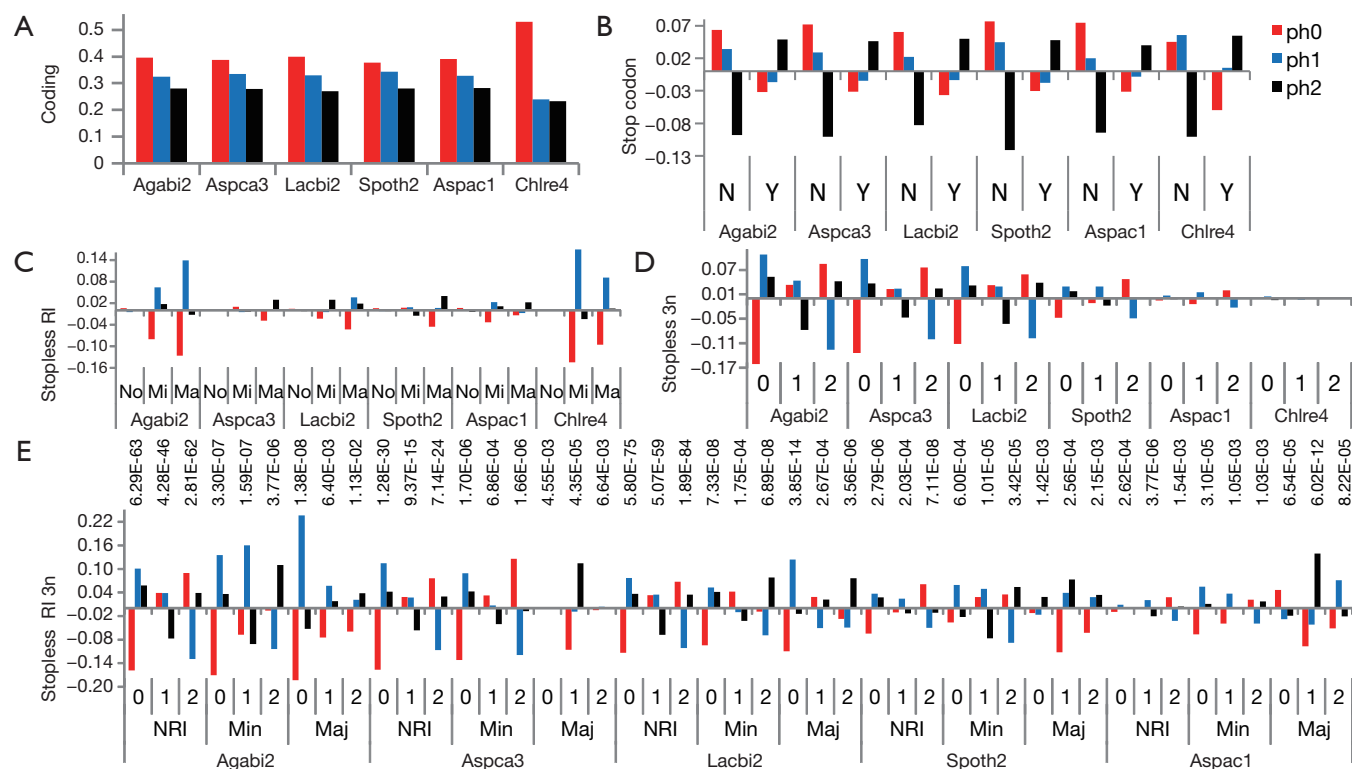 A
Coding
0.5
0.4
0.3
0.2
0.1
0
Agabi2 Aspca3 Lacbi2 Spoth2 Aspac1 Chlre4
B
Stop codon
0.07
0.02
−0.03
−0.08
−0.13
N Y N Y N Y N Y N Y N Y
Agabi2 Aspca3 Lacbi2 Spoth2 Aspac1 Chlre4
ph0
ph1
ph2
C
Stopless RI
0.14
0.08
0.02
−0.04
−0.10
−0.16
No Mi Ma No Mi Ma No Mi Ma No Mi Ma No Mi Ma No Mi Ma
Agabi2 Aspca3 Lacbi2 Spoth2 Aspac1 Chlre4
D
Stopless 3n
0.07
0.01
−0.05
−0.11
−0.17
0 1 2 0 1 2 0 1 2 0 1 2 0 1 2 0 1 2
Agabi2 Aspca3 Lacbi2 Spoth2 Aspac1 Chlre4
E
6.29E-63
4.28E-46
2.81E-62
3.30E-07
1.59E-07
3.77E-06
1.38E-08
6.40E-03
1.13E-02
1.28E-30
9.37E-15
7.14E-24
1.70E-06
6.86E-04
1.66E-06
4.55E-03
4.35E-05
6.64E-03
5.80E-75
5.07E-59
1.89E-84
7.33E-08
1.75E-04
6.89E-08
3.85E-14
2.67E-04
3.56E-06
2.79E-06
2.03E-04
7.11E-08
6.00E-04
1.01E-05
3.42E-05
1.42E-03
2.56E-04
2.15E-03
2.62E-04
3.77E-06
1.54E-03
3.10E-05
1.05E-03
1.03E-03
6.54E-05
6.02E-12
8.22E-05
Stopless RI 3n
0.22
0.16
0.10
0.04
−0.02
−0.08
−0.14
−0.20
0 1 2 0 1 2 0 1 2 0 1 2 0 1 2 0 1 2 0 1 2 0 1 2 0 1 2 0 1 2 0 1 2 0 1 2 0 1 2 0 1 2 0 1 2
NRI Min Maj NRI Min Maj NRI Min Maj NRI Min Maj NRI Min Maj
Agabi2 Aspca3 Lacbi2 Spoth2 Aspac1